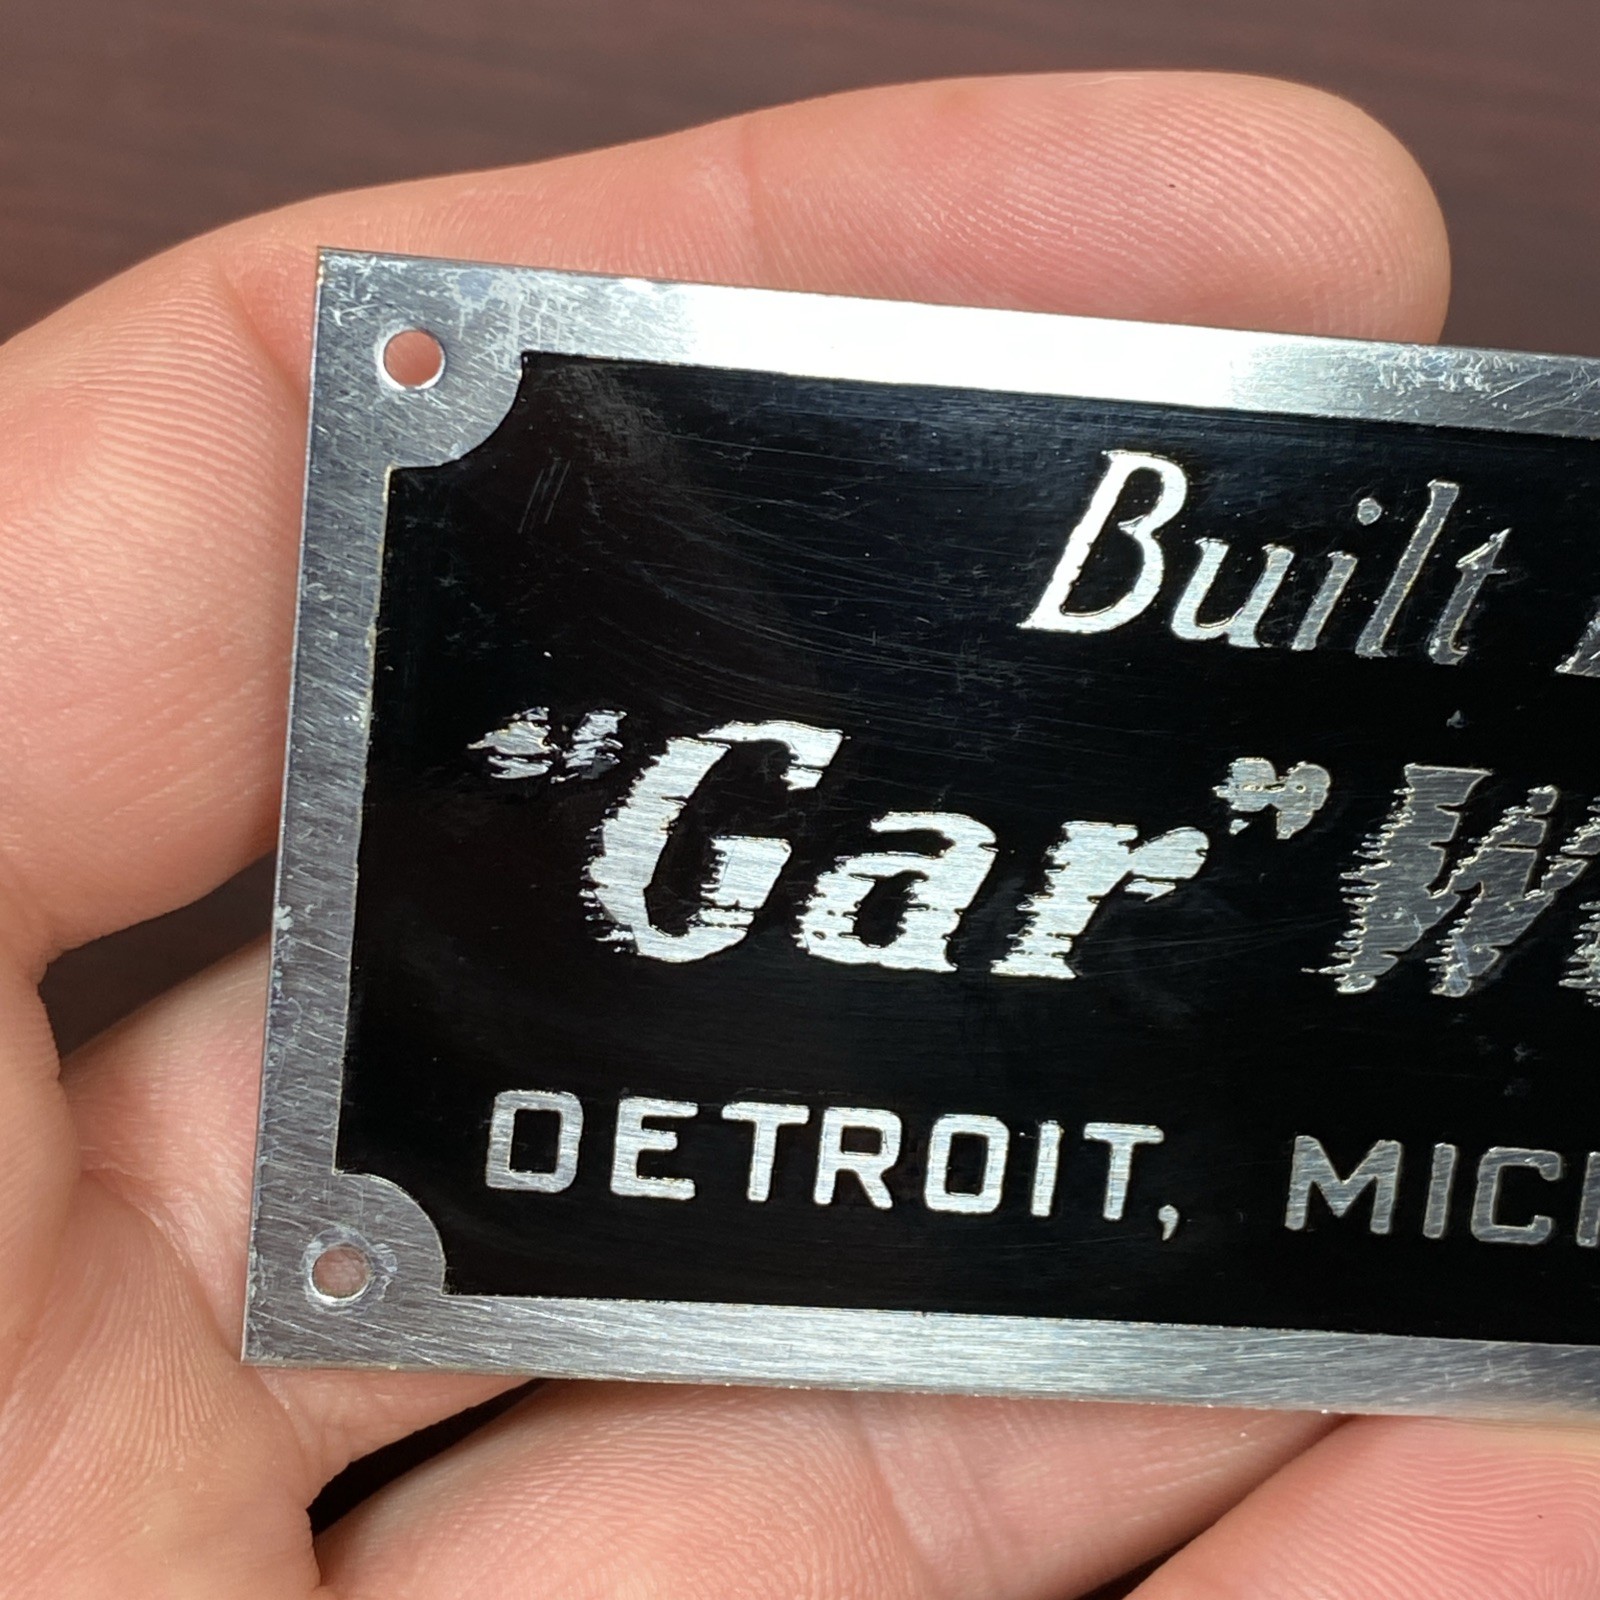 Built
"Gar" W
DETROIT, MIC